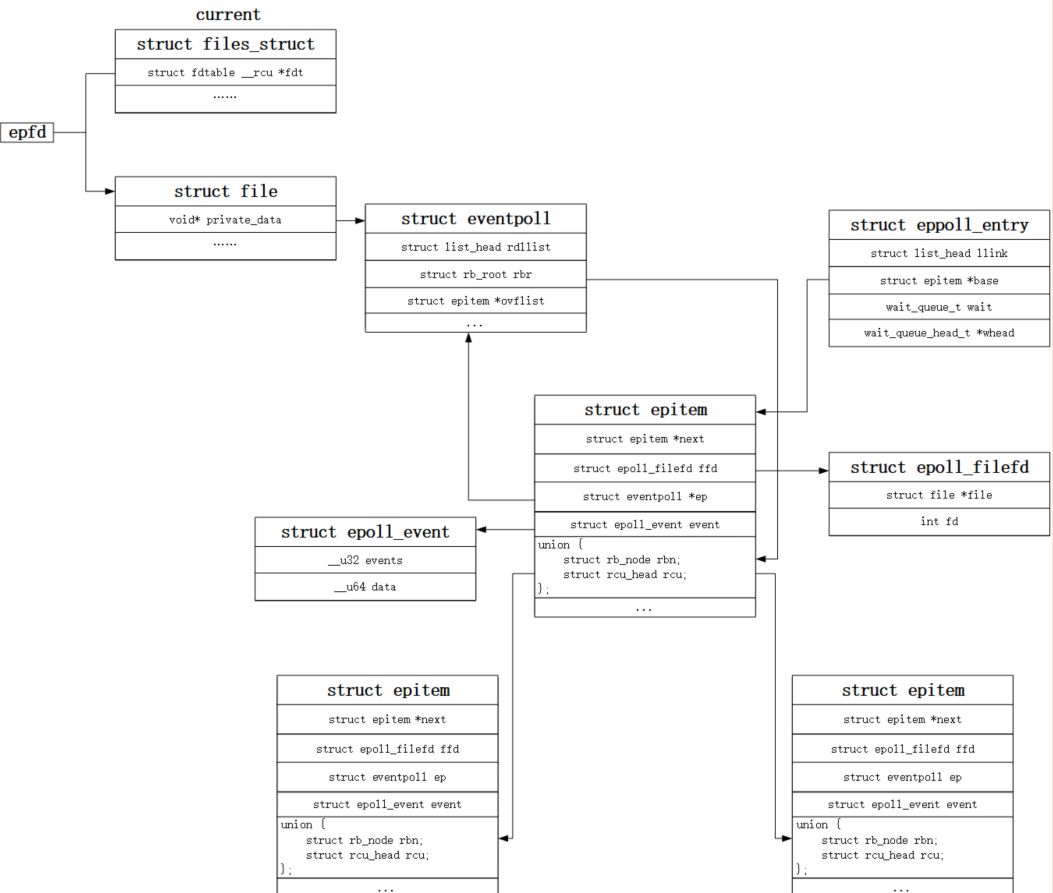 current
struct files_struct
struct fdtable __rcu *fdt
......
epfd
struct file
void* private_data
......
struct eventpoll
struct list_head rdllist
struct rb_root rbr
struct epitem *ovflist
...
struct eppoll_entry
struct list_head llink
struct epitem *base
wait_queue_t wait
wait_queue_head_t *whead
struct epitem
struct epitem *next
struct epoll_filefd ffd
struct eventpoll *ep
struct epoll_event event
union {
struct rb_node rbn;
struct rcu_head rcu;
};
...
struct epoll_filefd
struct file *file
int fd
struct epoll_event
__u32 events
__u64 data
struct epitem
struct epitem *next
struct epoll_filefd ffd
struct eventpoll ep
struct epoll_event event
union {
struct rb_node rbn;
struct rcu_head rcu;
};
...
struct epitem
struct epitem *next
struct epoll_filefd ffd
struct eventpoll ep
struct epoll_event event
union {
struct rb_node rbn;
struct rcu_head rcu;
};
...